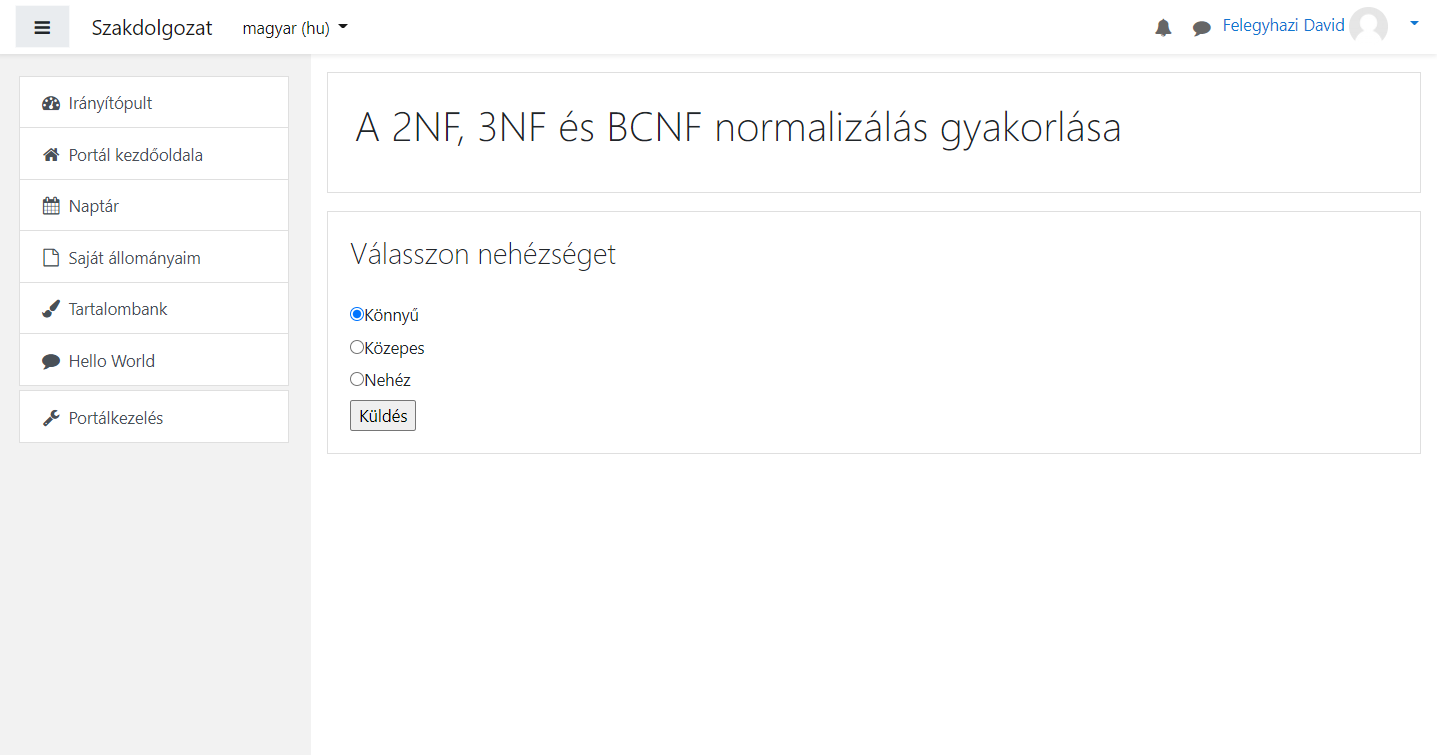 Szakdolgozat magyar (hu) Felegyhazi David
Irányítópult
Portál kezdőoldala
Naptár
Saját állományaim
Tartalombank
Hello World
Portálkezelés
A 2NF, 3NF és BCNF normalizálás gyakorlása
Válasszon nehézséget
Könnyű
Közepes
Nehéz
Küldés